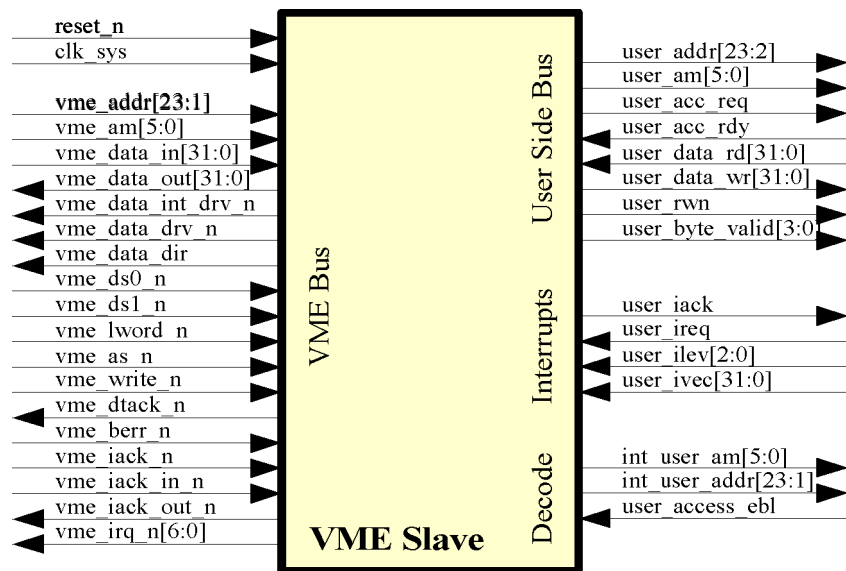 reset_n
clk_sys
vme_addr[23:1]
vme_am[5:0]
vme_data_in[31:0]
vme_data_out[31:0]
vme_data_int_drv_n
vme_data_drv_n
vme_data_dir
vme_ds0_n
vme_ds1_n
vme_lword_n
vme_as_n
vme_write_n
vme_dtack_n
vme_berr_n
vme_iack_n
vme_iack_in_n
vme_iack_out_n
vme_irq_n[6:0]
VME Bus
VME Slave
User Side Bus
Interrupts
Decode
user_addr[23:2]
user_am[5:0]
user_acc_req
user_acc_rdy
user_data_rd[31:0]
user_data_wr[31:0]
user_rwn
user_byte_valid[3:0]
user_iack
user_ireq
user_ilev[2:0]
user_ivec[31:0]
int_user_am[5:0]
int_user_addr[23:1]
user_access_ebl